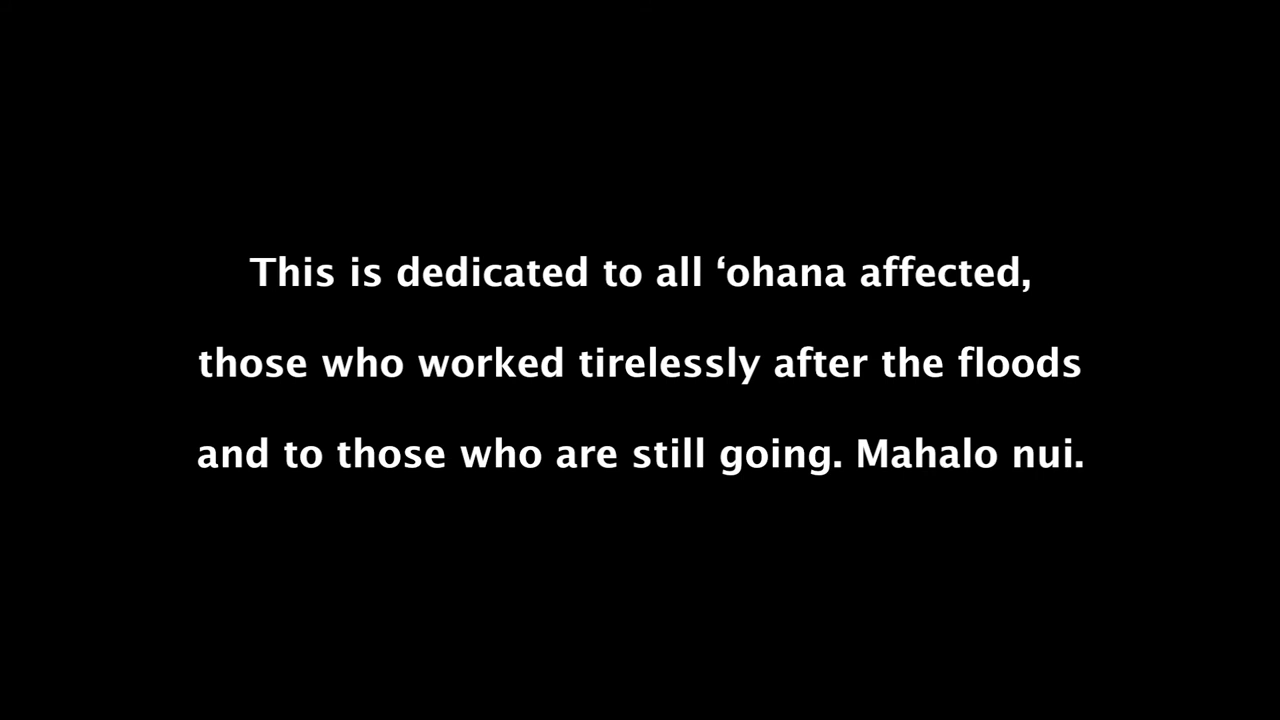 This is dedicated to all ‘ohana affected,
those who worked tirelessly after the floods
and to those who are still going. Mahalo nui.